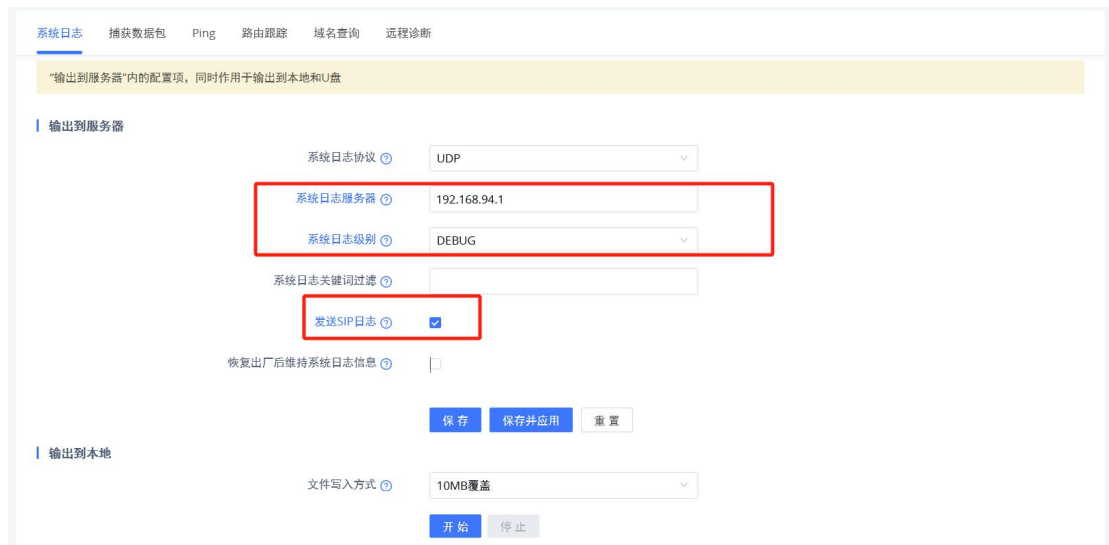 系统日志 捕获数据包 Ping 路由跟踪 域名查询 远程诊断
“输出到服务器”内的配置项，同时作用于输出到本地和U盘
输出到服务器
系统日志协议 ? UDP
系统日志服务器 ? 192.168.94.1
系统日志级别 ? DEBUG
系统日志关键词过滤 ?
发送SIP日志 ?
恢复出厂后维持系统日志信息 ?
保存 保存并应用 重置
输出到本地
文件写入方式 ? 10MB覆盖
开始 停止